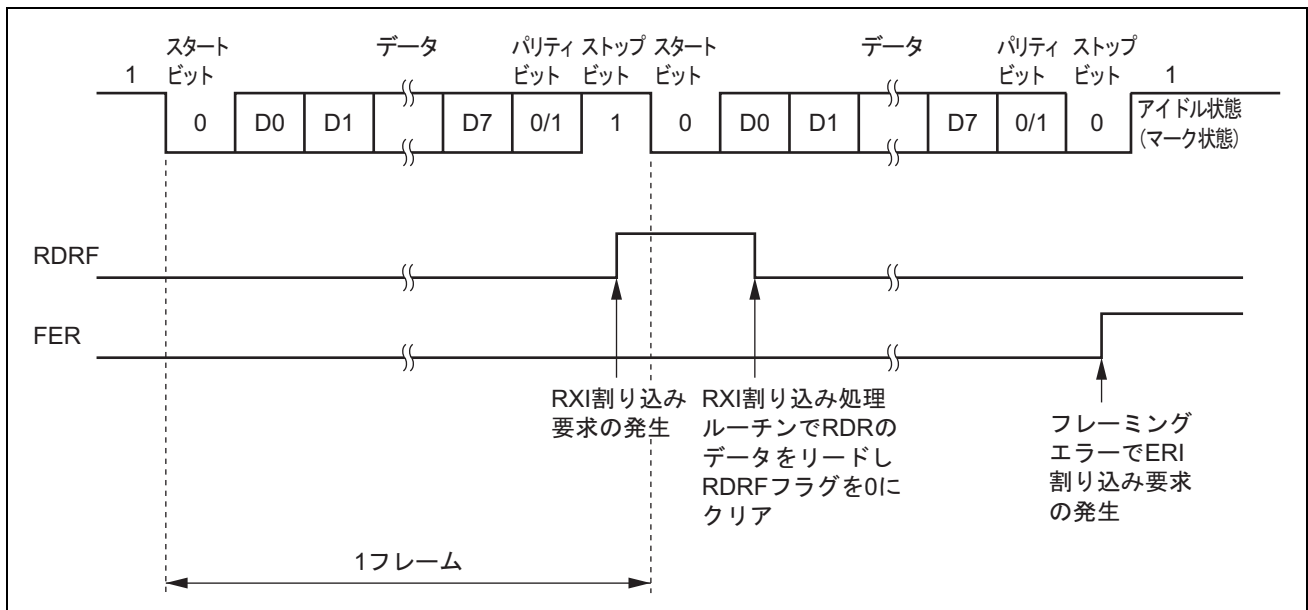 スタート データ パリティ ストップ スタート データ パリティ ストップ
1 ビット ビット ビット ビット ビット ビット 1
0 D0 D1 D7 0/1 1 0 D0 D1 D7 0/1 0 アイドル状態
(マーク状態)
RDRF
FER
RXI割り込み
要求の発生
RXI割り込み処理
ルーチンでRDRの
データをリードし
RDRFフラグを0に
クリア
フレーミング
エラーでERI
割り込み要求
の発生
1フレーム